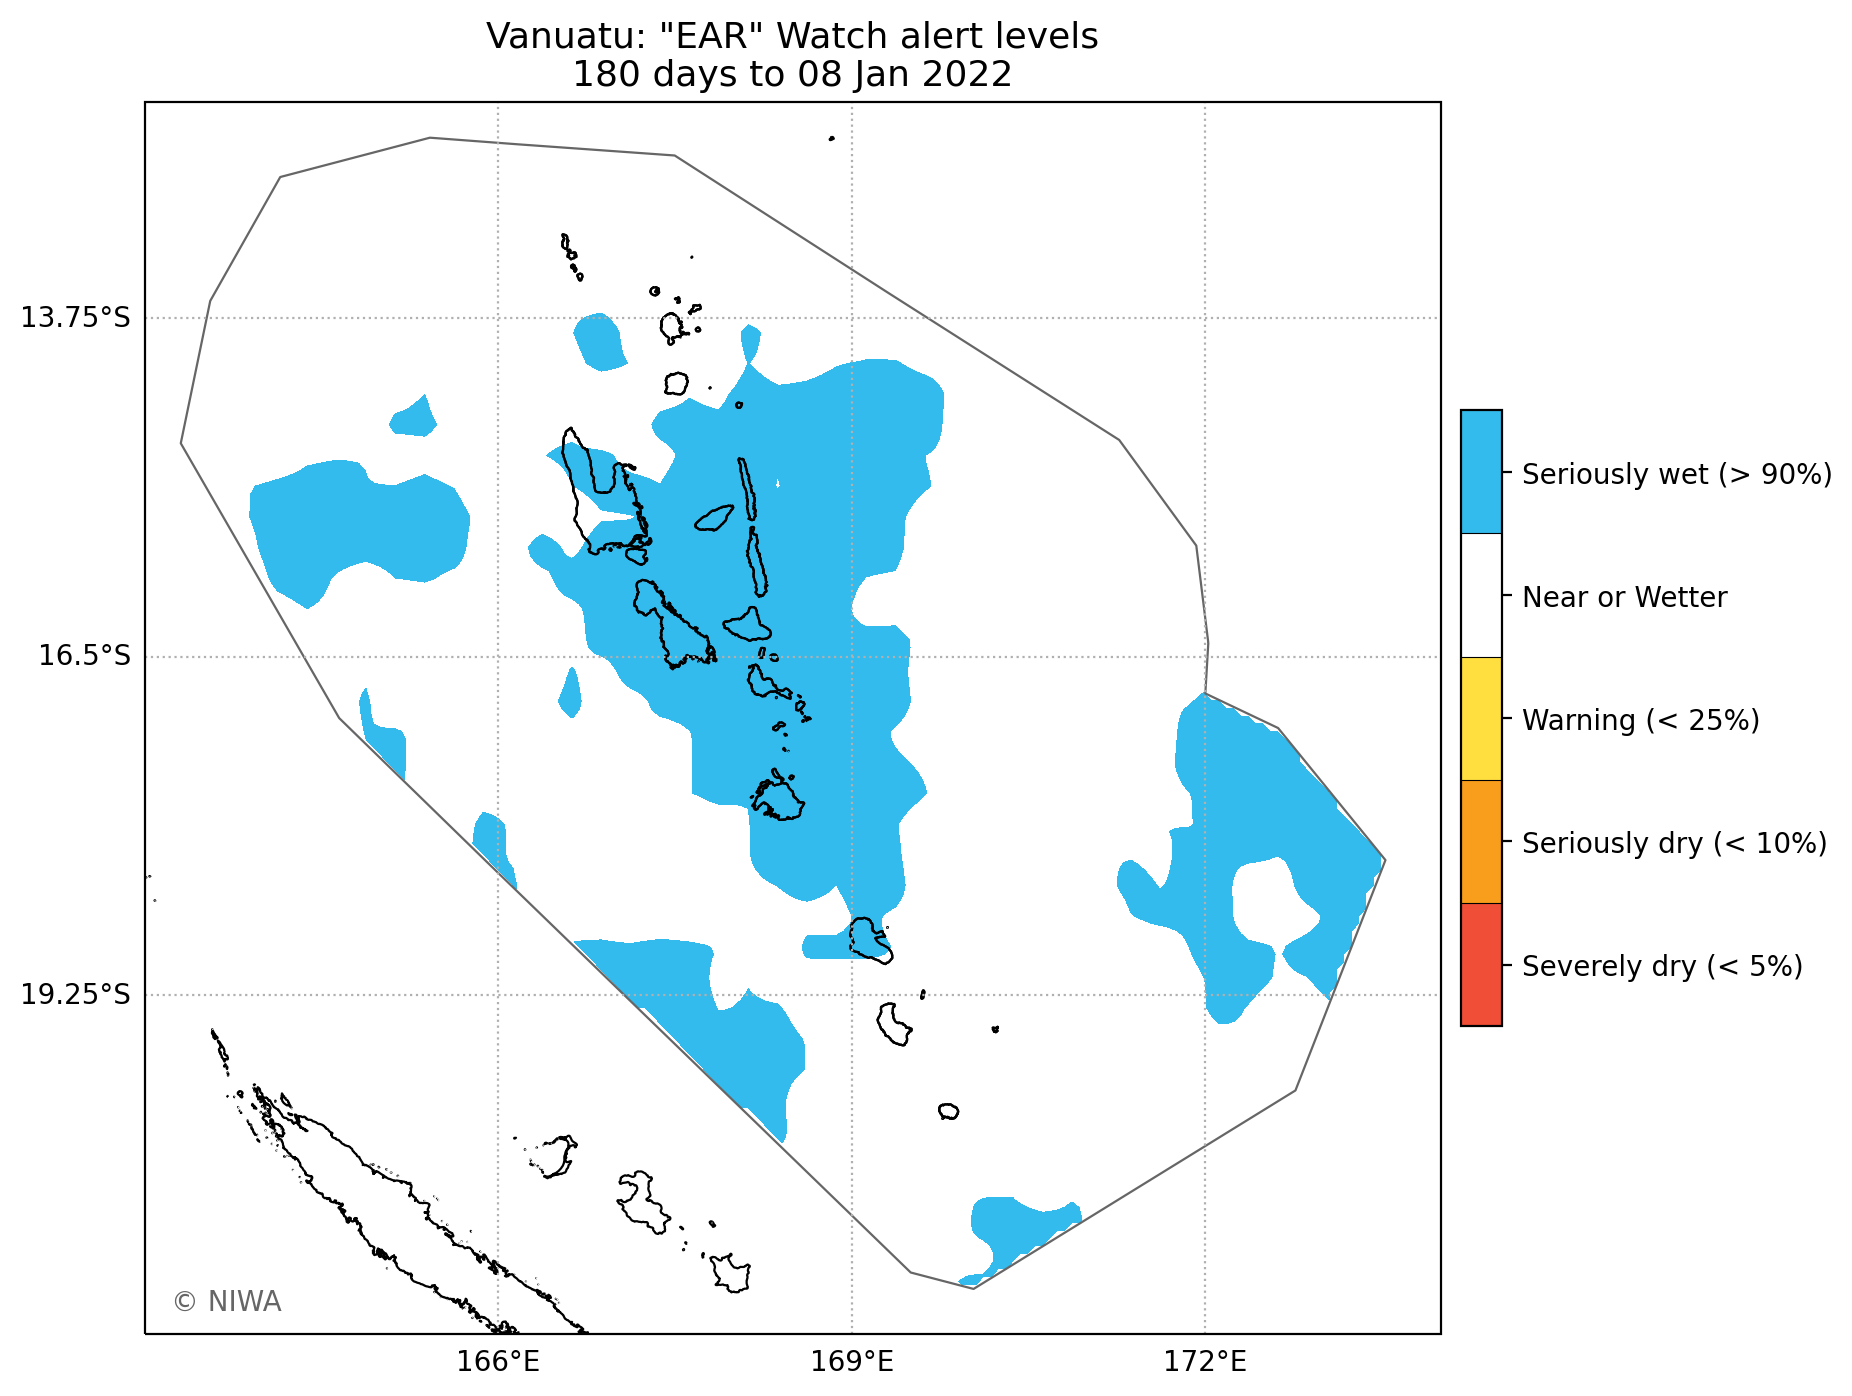 Vanuatu: "EAR" Watch alert levels
180 days to 08 Jan 2022
13.75°S
16.5°S
19.25°S
166°E
169°E
172°E
© NIWA
Seriously wet (> 90%)
Near or Wetter
Warning (< 25%)
Seriously dry (< 10%)
Severely dry (< 5%)